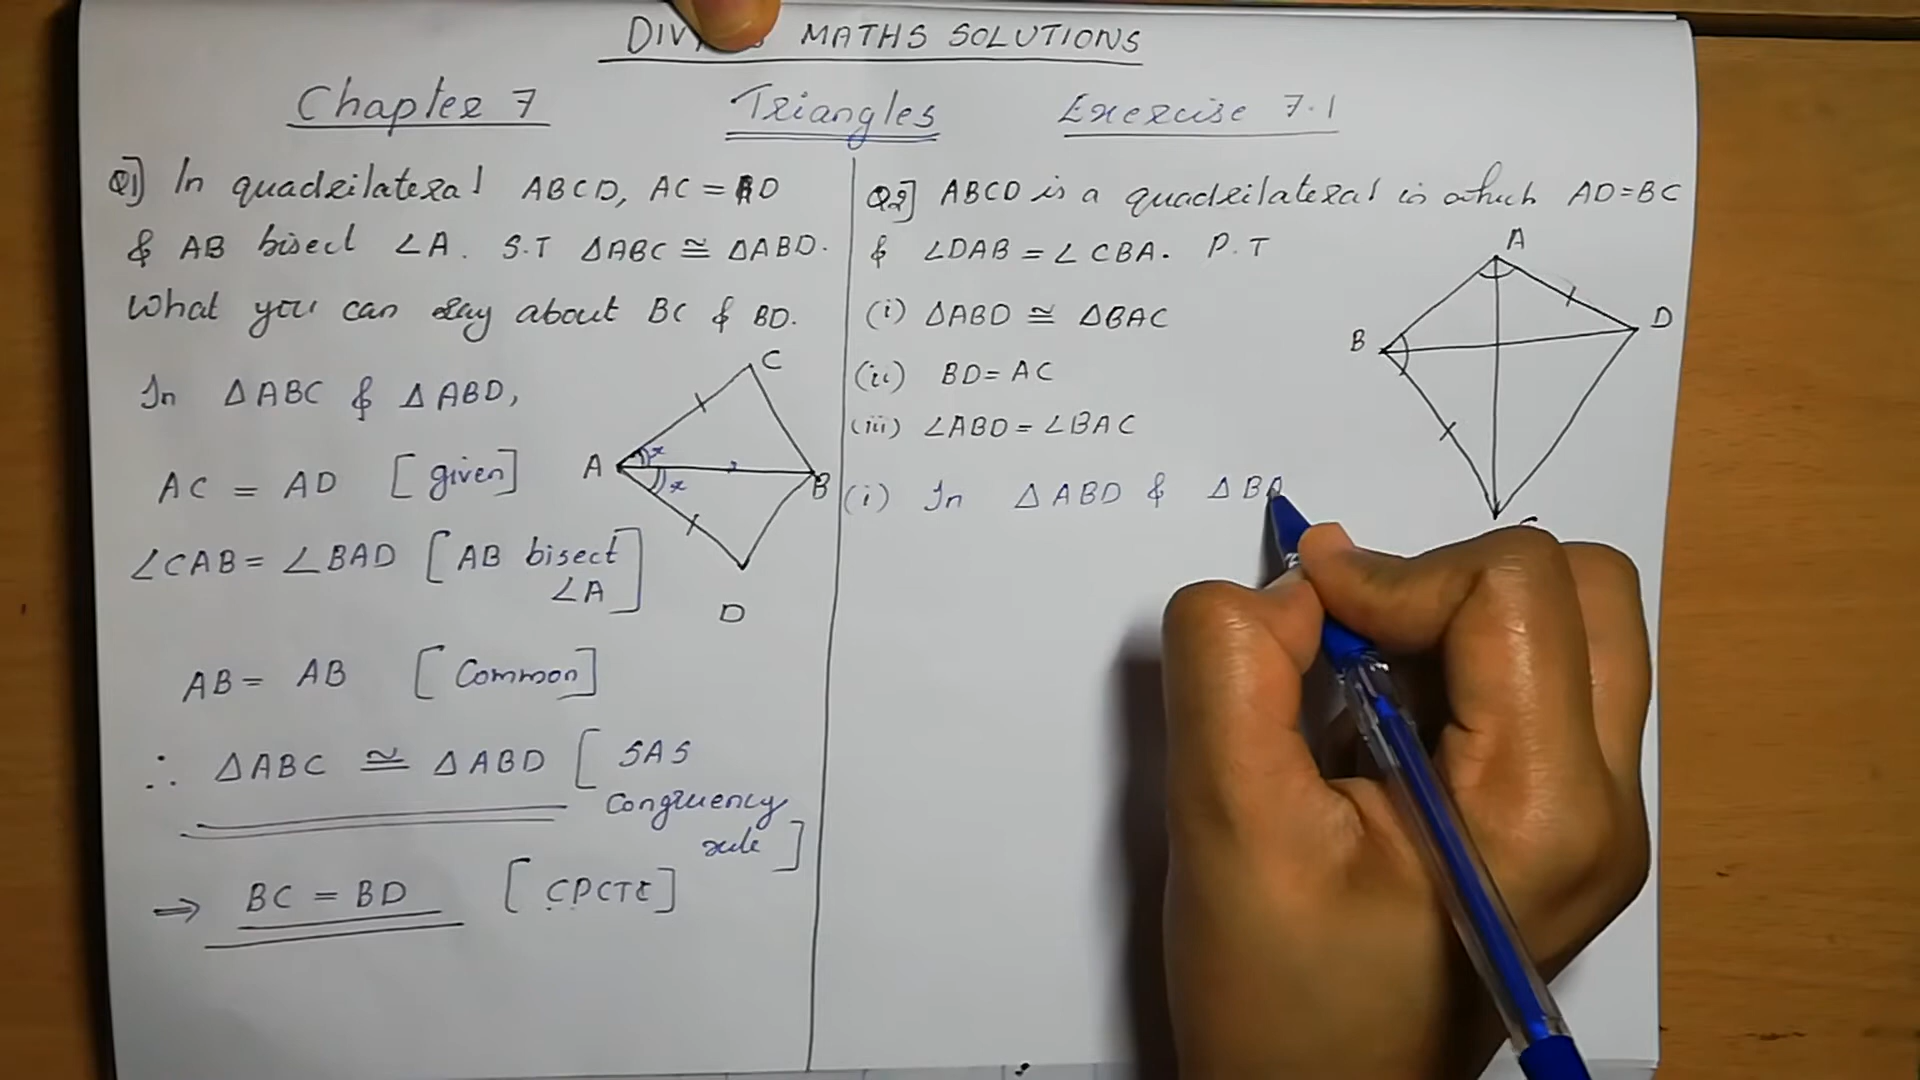 MATHS SOLUTIONS
Chapter 7 Triangles Exercise 7.1
Q1] In quadrilateral ABCD, AC = AD
& AB bisect ∠A. S.T ΔABC ≅ ΔABD.
What you can say about BC & BD.
In ΔABC & ΔABD,
AC = AD [given]
∠CAB = ∠BAD [AB bisect
∠A]
AB = AB [Common]
∴ ΔABC ≅ ΔABD [SAS
Congruency
rule]
⇒ BC = BD [CPCTC]
C
A
x
x
B
D
Q2] ABCD is a quadrilateral in which AD=BC
& ∠DAB = ∠CBA. P.T
(i) ΔABD ≅ ΔBAC
(ii) BD = AC
(iii) ∠ABD = ∠BAC
(i) In ΔABD & ΔBA
A
B
D